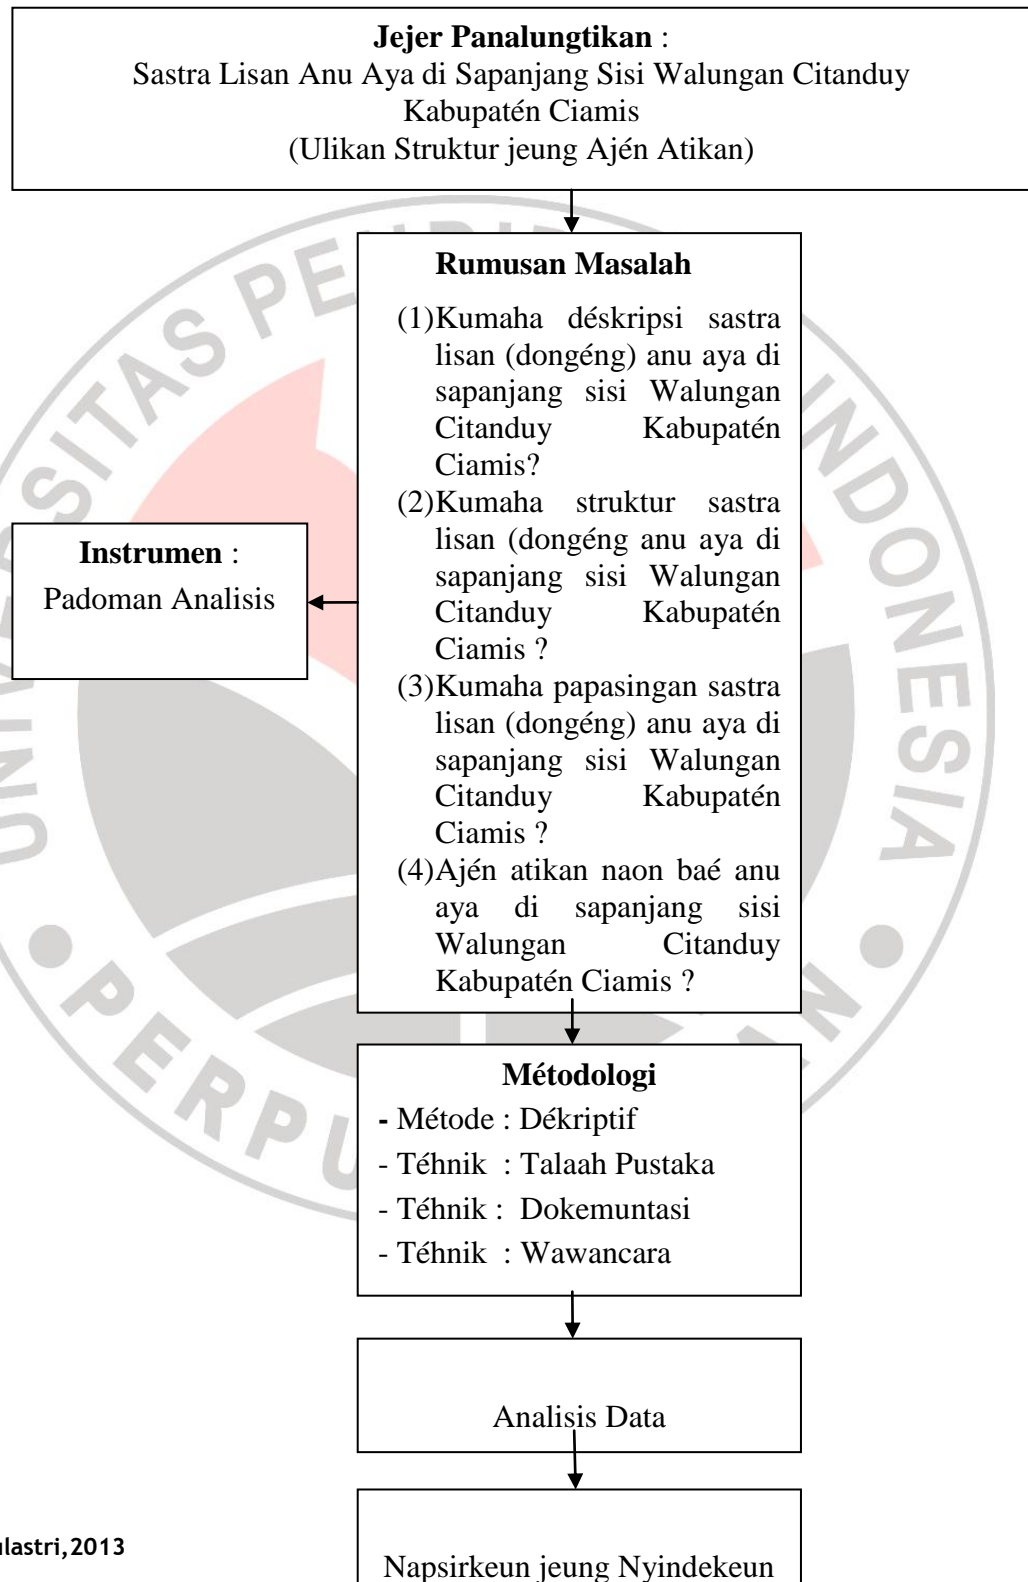 Jejer Panalungtikan :
Sastra Lisan Anu Aya di Sapanjang Sisi Walungan Citanduy
Kabupatén Ciamis
(Ulikan Struktur jeung Ajén Atikan)
Rumusan Masalah
(1)Kumaha déskripsi sastra
lisan (dongéng) anu aya di
sapanjang sisi Walungan
Citanduy Kabupatén
Ciamis?
(2)Kumaha struktur sastra
lisan (dongéng anu aya di
sapanjang sisi Walungan
Citanduy Kabupatén
Ciamis ?
(3)Kumaha papasingan sastra
lisan (dongéng) anu aya di
sapanjang sisi Walungan
Citanduy Kabupatén
Ciamis ?
(4)Ajén atikan naon baé anu
aya di sapanjang sisi
Walungan Citanduy
Kabupatén Ciamis ?
Instrumen :
Padoman Analisis
Métodologi
- Métode : Dékriptif
- Téhnik : Talaah Pustaka
- Téhnik : Dokemuntasi
- Téhnik : Wawancara
Analisis Data
Napsirkeun jeung Nyindekeun
ulastri,2013
INDONESIA